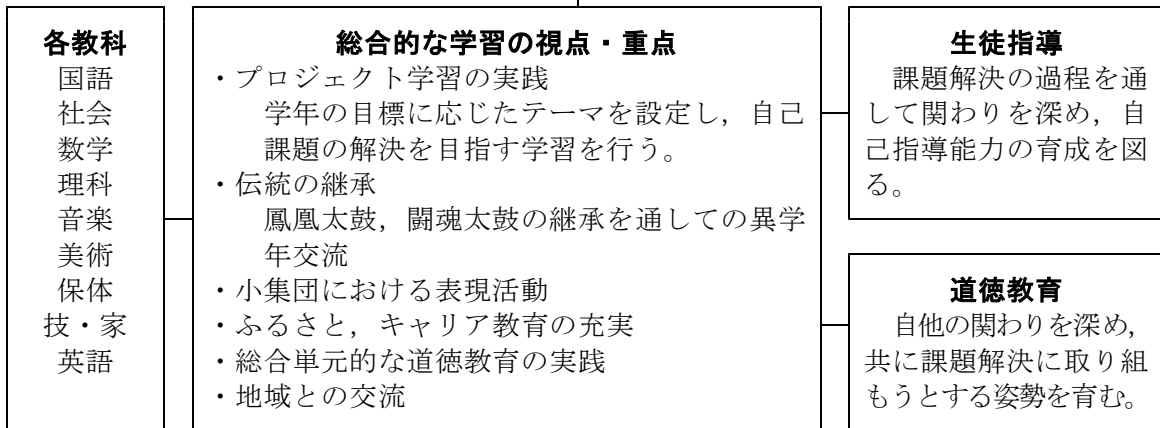 各教科
国語
社会
数学
理科
音楽
美術
保体
技・家
英語
総合的な学習の視点・重点
・プロジェクト学習の実践
学年の目標に応じたテーマを設定し，自己
課題の解決を目指す学習を行う。
・伝統の継承
鳳凰太鼓，闘魂太鼓の継承を通しての異学
年交流
・小集団における表現活動
・ふるさと，キャリア教育の充実
・総合単元的な道徳教育の実践
・地域との交流
生徒指導
課題解決の過程を通
して関わりを深め，自
己指導能力の育成を図
る。
道徳教育
自他の関わりを深め，
共に課題解決に取り組
もうとする姿勢を育む。